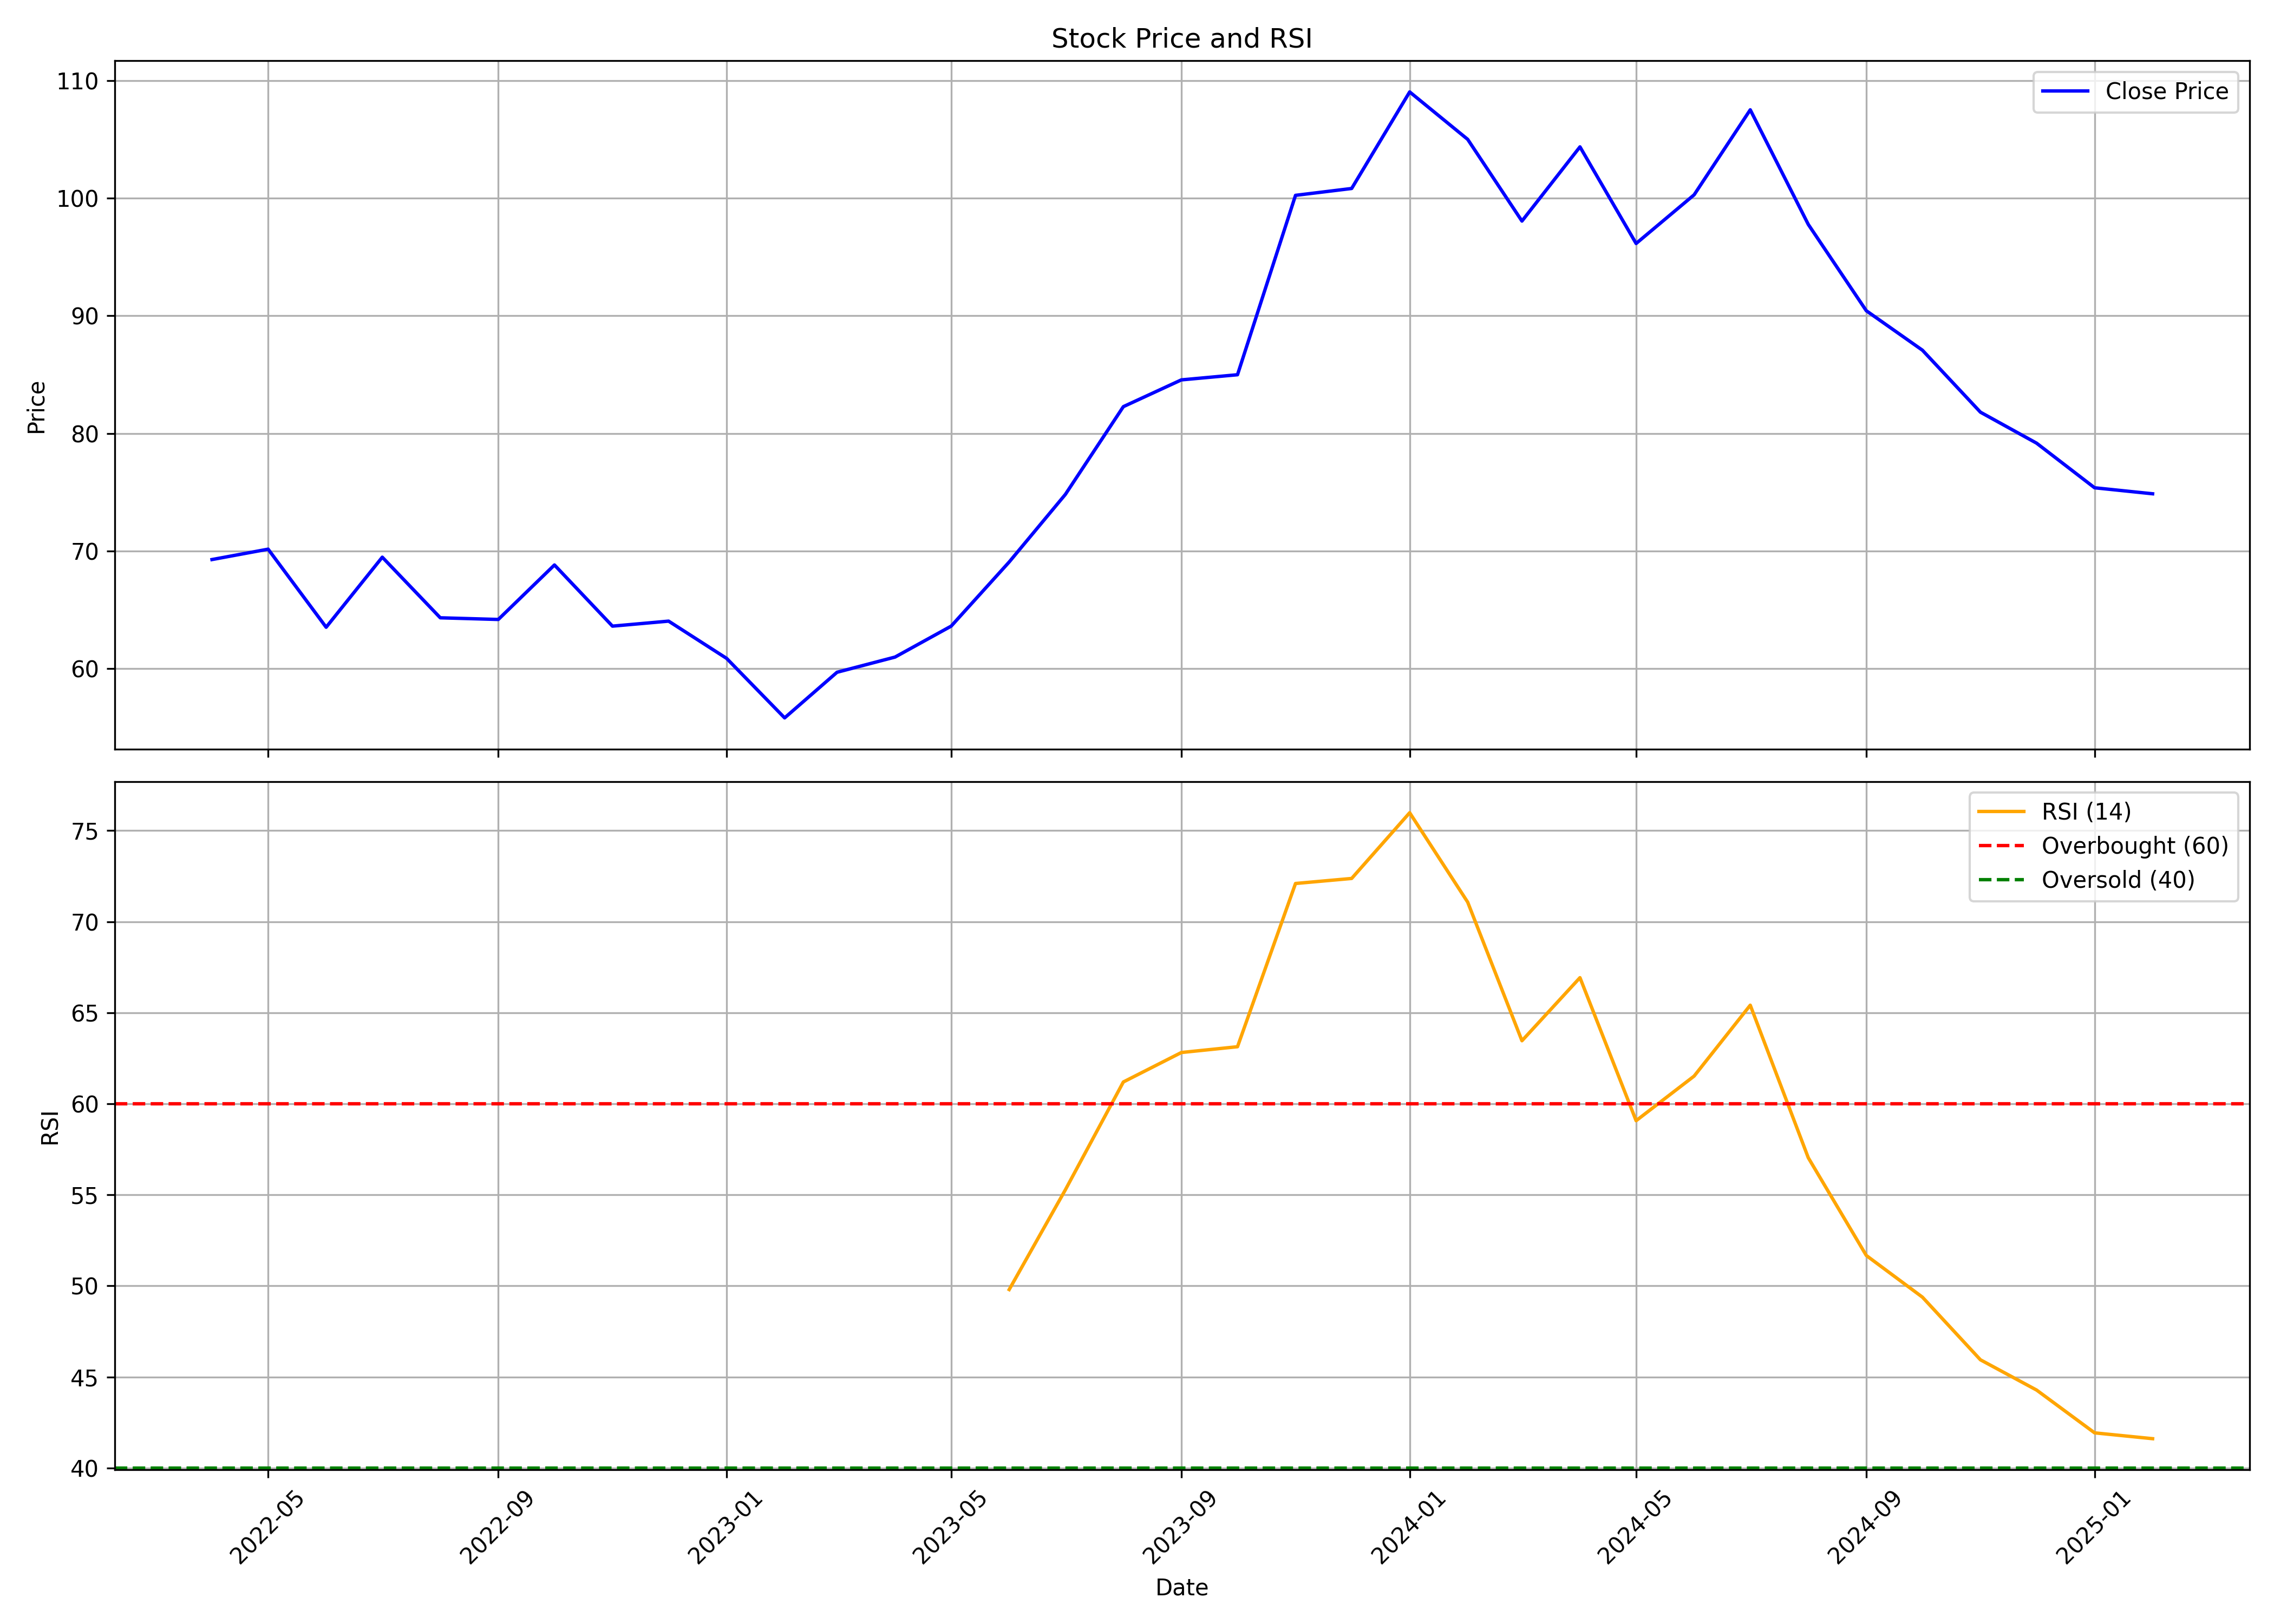 Stock Price and RSI
110
100
90
80
70
60
Price
Close Price
75
70
65
60
55
50
45
40
RSI
RSI (14)
Overbought (60)
Oversold (40)
2022-05
2022-09
2023-01
2023-05
2023-09
2024-01
2024-05
2024-09
2025-01
Date